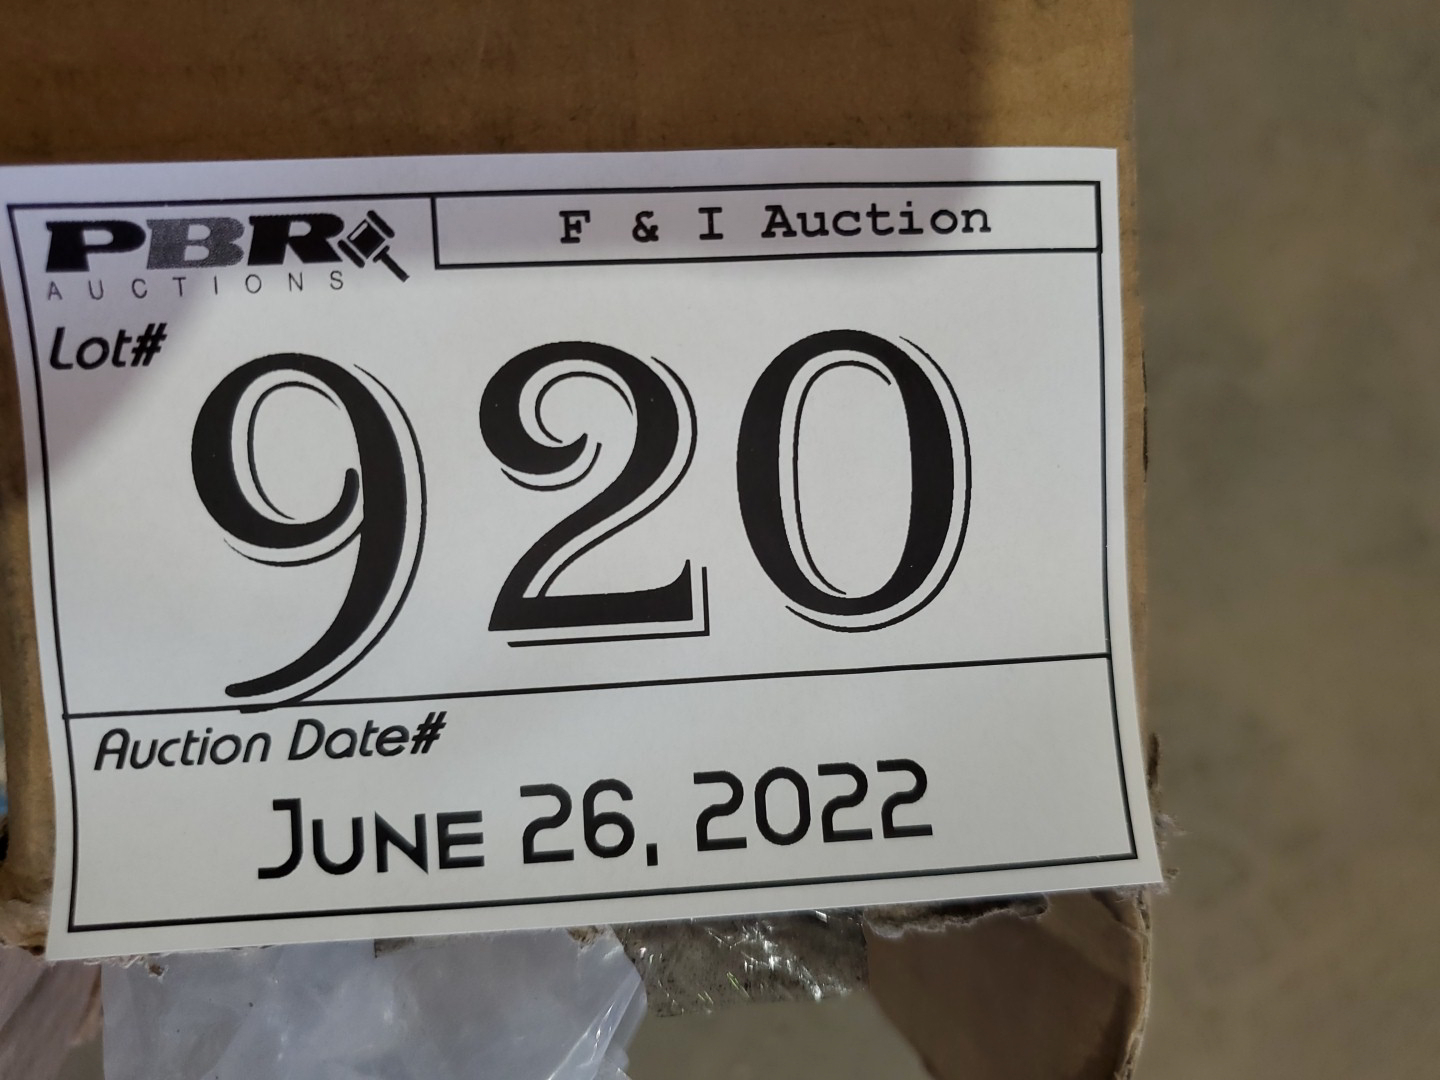 PBR
AUCTIONS
F & I Auction
Lot#
920
Auction Date#
June 26, 2022